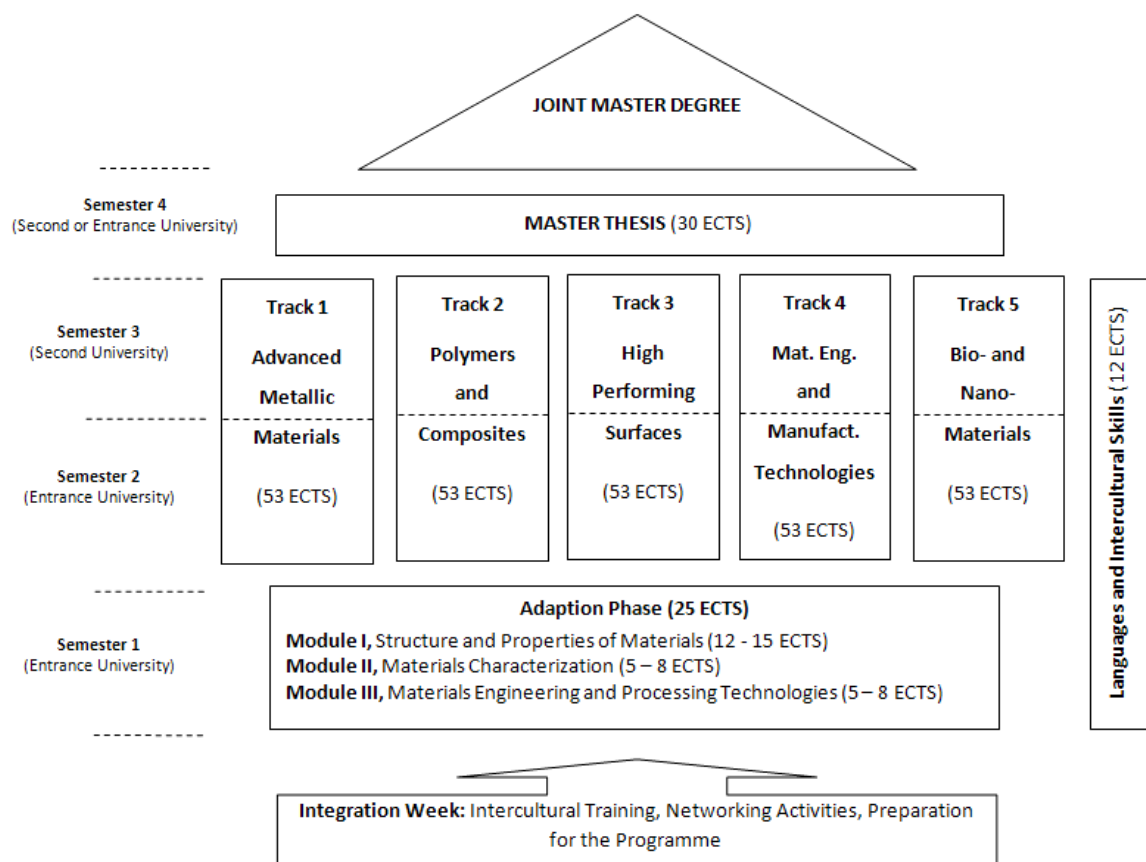 JOINT MASTER DEGREE
Semester 4
(Second or Entrance University)
MASTER THESIS (30 ECTS)
Semester 3
(Second University)
Semester 2
(Entrance University)
Track 1
Advanced
Metallic
Materials
(53 ECTS)
Track 2
Polymers
and
Composites
(53 ECTS)
Track 3
High
Performing
Surfaces
(53 ECTS)
Track 4
Mat. Eng.
and
Manufact.
Technologies
(53 ECTS)
Track 5
Bio- and
Nano-
Materials
(53 ECTS)
Languages and Intercultural Skills (12 ECTS)
Semester 1
(Entrance University)
Adaption Phase (25 ECTS)
Module I, Structure and Properties of Materials (12 - 15 ECTS)
Module II, Materials Characterization (5 – 8 ECTS)
Module III, Materials Engineering and Processing Technologies (5 – 8 ECTS)
Integration Week: Intercultural Training, Networking Activities, Preparation
for the Programme